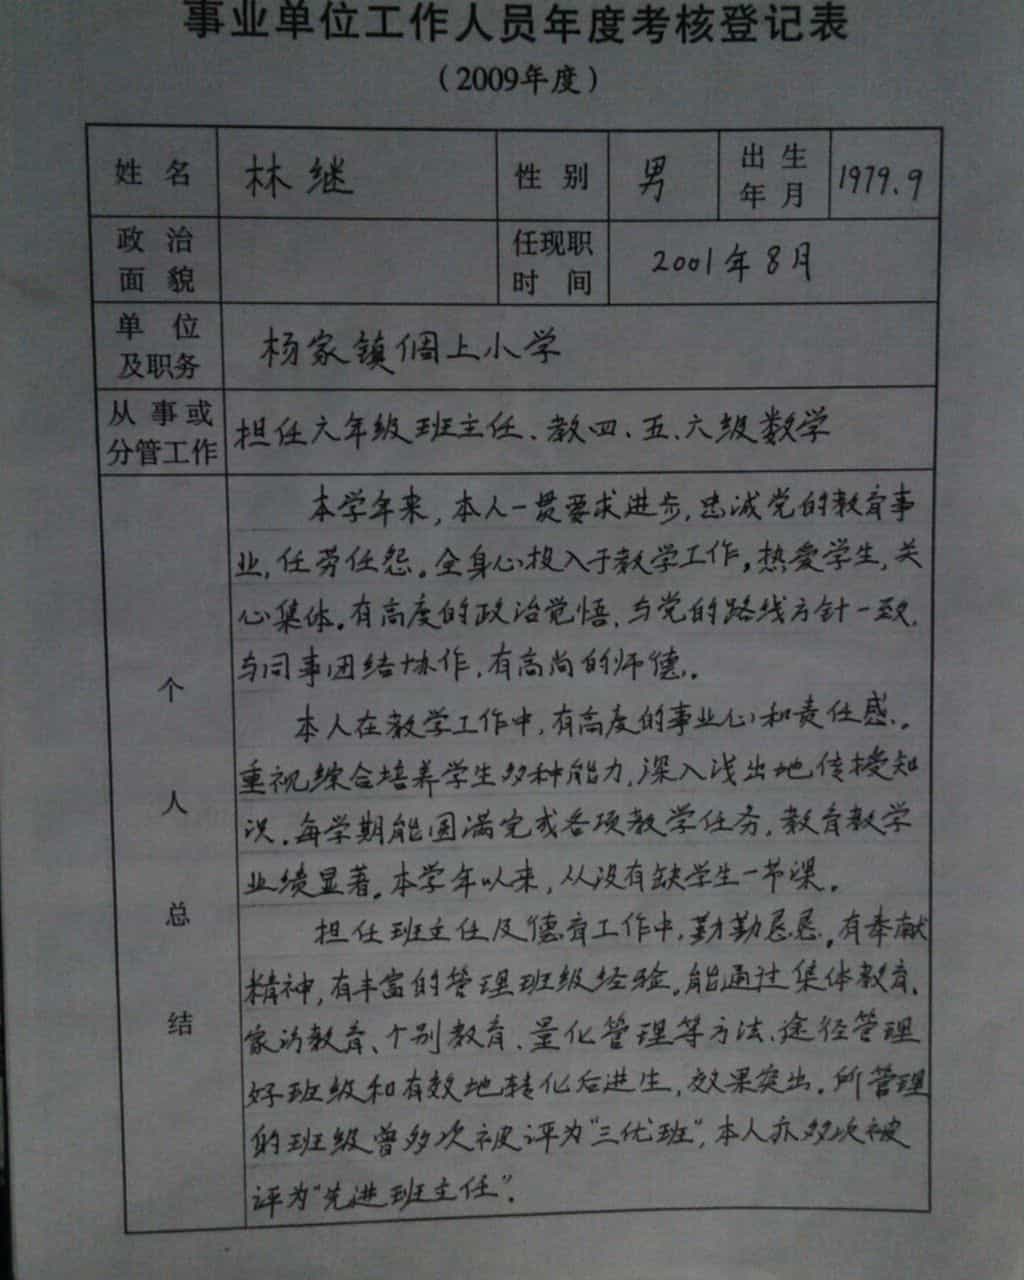 事业单位工作人员年度考核登记表
（2009年度）
姓名 林继 性别 男 出生年月 1979.9
政治面貌 任现职时间 2001年8月
单位及职务 杨家镇倜上小学
从事或分管工作 担任六年级班主任、教四、五、六级数学
个人总结
本学年来，本人一贯要求进步，忠诚党的教育事
业，任劳任怨。全身心投入于教学工作，热爱学生，关
心集体。有高度的政治觉悟，与党的路线方针一致，
与同事团结协作，有高尚的师德。
本人在教学工作中，有高度的事业心和责任感。
重视综合培养学生多种能力，深入浅出地传授知
识。每学期能圆满完成各项教学任务，教育教学
业绩显著。本学年以来，从没有缺学生一节课。
担任班主任及德育工作中，勤勤恳恳，有奉献
精神，有丰富的管理班级经验。能通过集体教育、
家访教育、个别教育、量化管理等方法、途径管理
好班级和有效地转化后进生，效果突出。所管理
的班级曾多次被评为“三优班”，本人亦多次被
评为“先进班主任”。